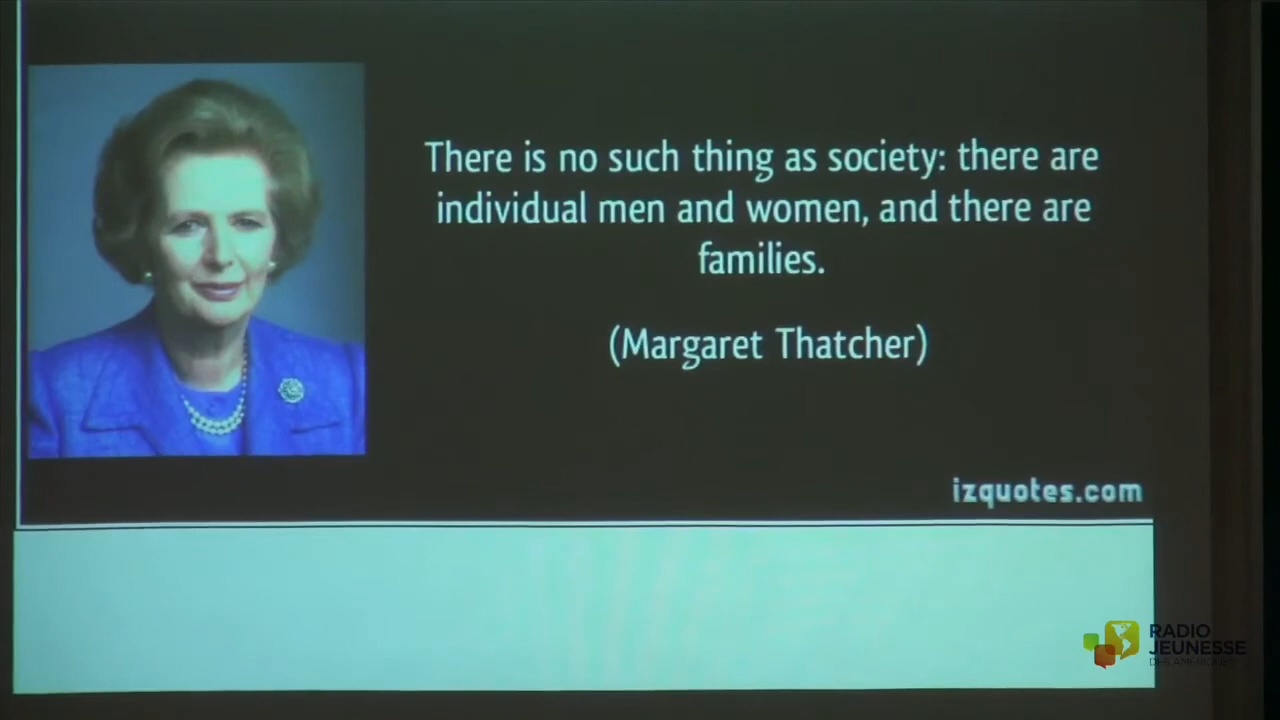 There is no such thing as society: there are
individual men and women, and there are
families.
(Margaret Thatcher)
izquotes.com
RADIO
JEUNESSE
DES AMÉRIQUES